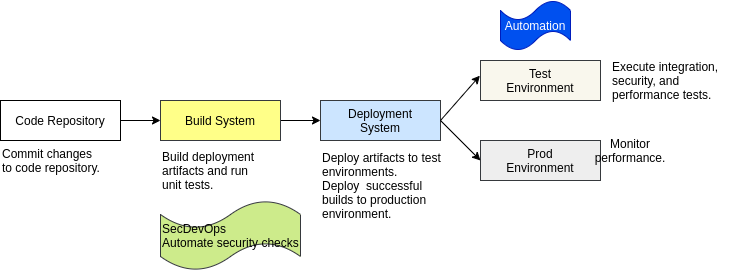 Automation
Test
Environment
Execute integration,
security, and
performance tests.
Code Repository
Build System
Deployment
System
Prod
Environment
Monitor
performance.
Commit changes
to code repository.
Build deployment
artifacts and run
unit tests.
Deploy artifacts to test
environments.
Deploy  successful
builds to production
environment.
SecDevOps
Automate security checks